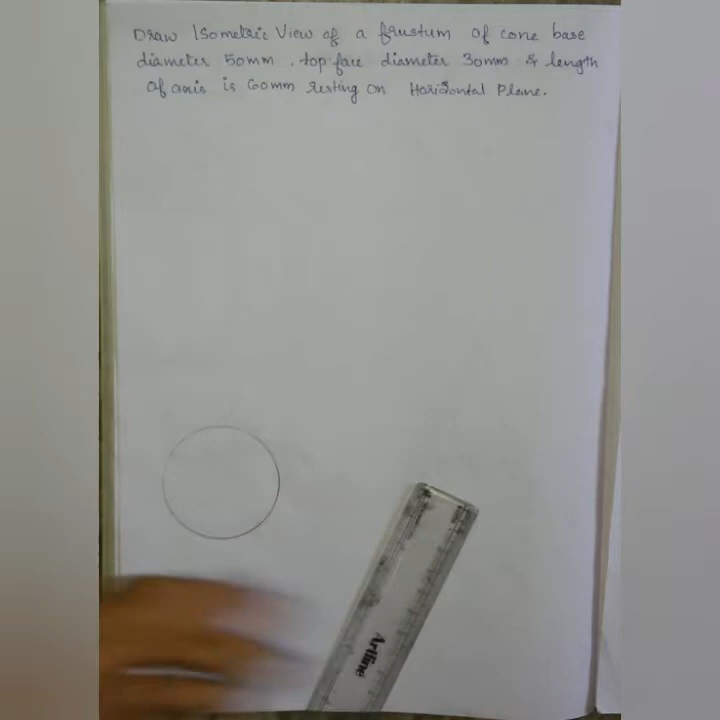 Draw Isometric View of a frustum of cone base
diameter 50mm, top face diameter 30mm & length
of axis is 60mm resting on Horizontal Plane.
Artline